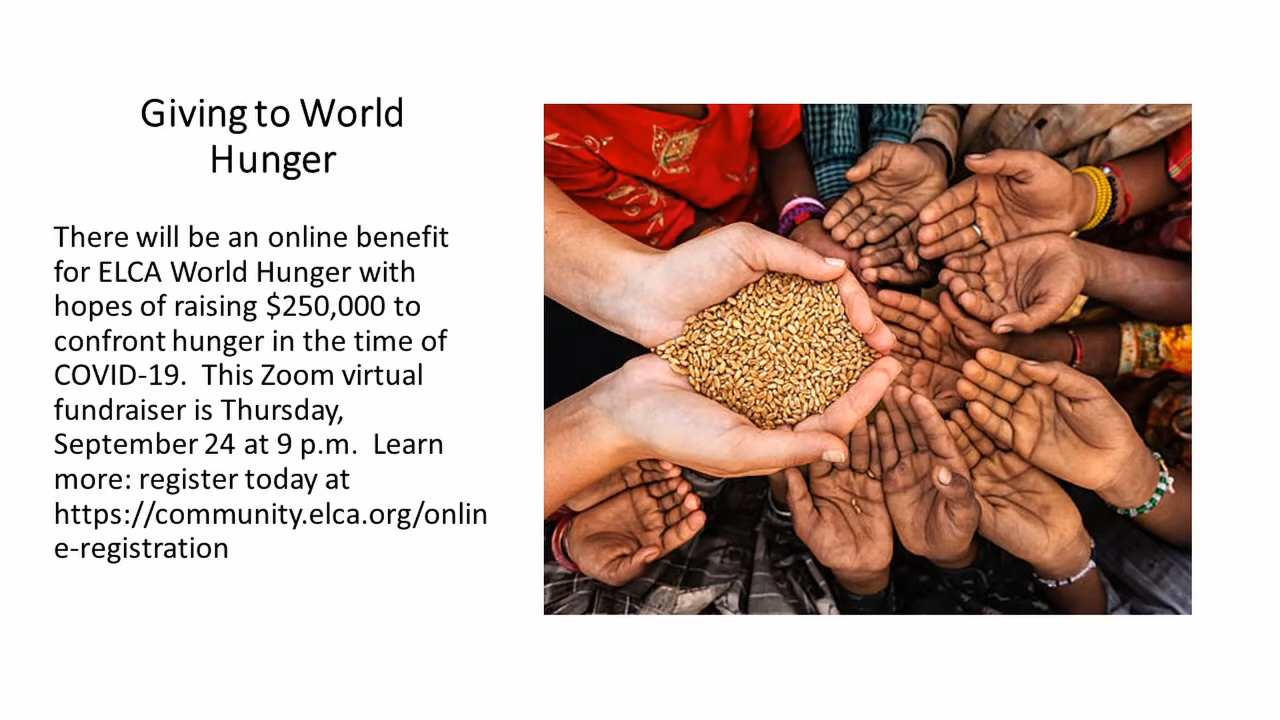 Giving to World
Hunger
There will be an online benefit
for ELCA World Hunger with
hopes of raising $250,000 to
confront hunger in the time of
COVID-19.  This Zoom virtual
fundraiser is Thursday,
September 24 at 9 p.m.  Learn
more: register today at
https://community.elca.org/onlin
e-registration